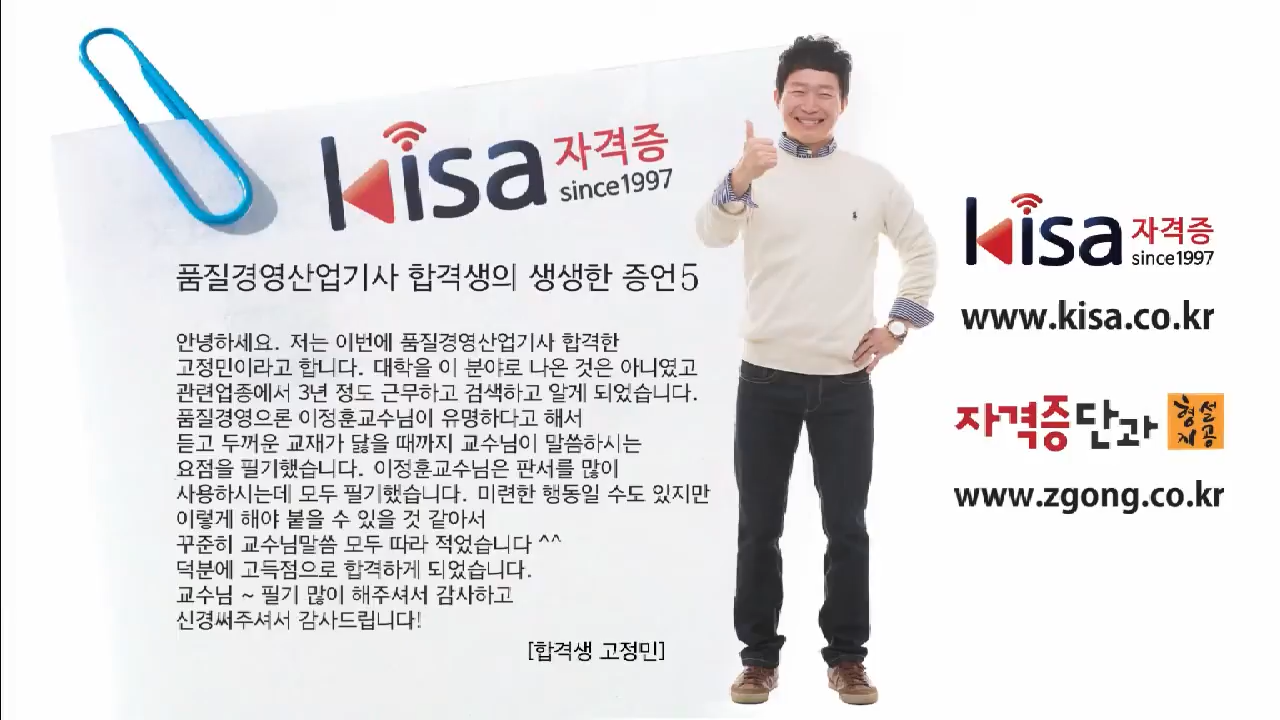 kisa 자격증
since1997
품질경영산업기사 합격생의 생생한 증언5
안녕하세요. 저는 이번에 품질경영산업기사 합격한
고정민이라고 합니다. 대학을 이 분야로 나온 것은 아니였고
관련업종에서 3년 정도 근무하고 검색하고 알게 되었습니다.
품질경영으론 이정훈교수님이 유명하다고 해서
듣고 두꺼운 교재가 닳을 때까지 교수님이 말씀하시는
요점을 필기했습니다. 이정훈교수님은 판서를 많이
사용하시는데 모두 필기했습니다. 미련한 행동일 수도 있지만
이렇게 해야 붙을 수 있을 것 같아서
꾸준히 교수님말씀 모두 따라 적었습니다 ^^
덕분에 고득점으로 합격하게 되었습니다.
교수님 ~ 필기 많이 해주셔서 감사하고
신경써주셔서 감사드립니다!
[합격생 고정민]
kisa 자격증
since1997
www.kisa.co.kr
자격증단과 형설지공
www.zgong.co.kr